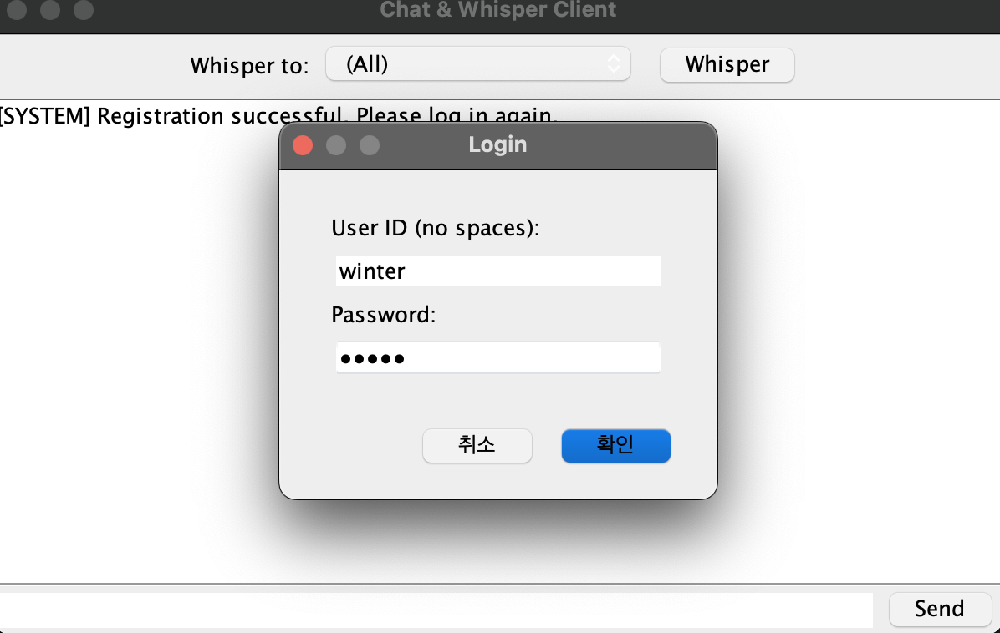 Chat & Whisper Client
Whisper to:
(All)
Whisper
[SYSTEM] Registration successful. Please log in again.
Login
User ID (no spaces):
winter
Password:
•••••
취소
확인
Send